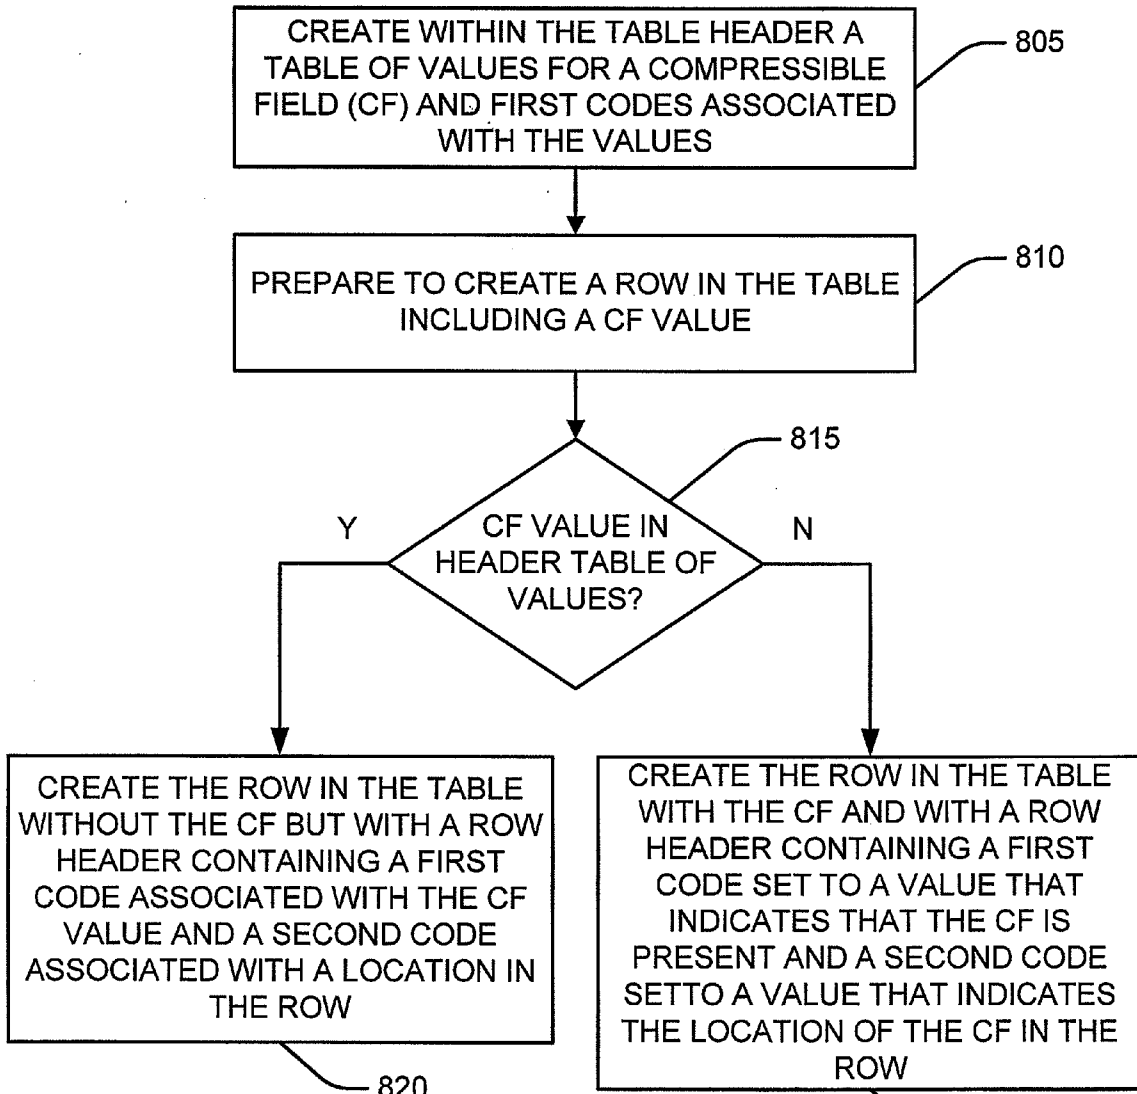 CREATE WITHIN THE TABLE HEADER A
TABLE OF VALUES FOR A COMPRESSIBLE
FIELD (CF) AND FIRST CODES ASSOCIATED
WITH THE VALUES
805
PREPARE TO CREATE A ROW IN THE TABLE
INCLUDING A CF VALUE
810
815
CF VALUE IN
HEADER TABLE OF
VALUES?
Y
N
CREATE THE ROW IN THE TABLE
WITHOUT THE CF BUT WITH A ROW
HEADER CONTAINING A FIRST
CODE ASSOCIATED WITH THE CF
VALUE AND A SECOND CODE
ASSOCIATED WITH A LOCATION IN
THE ROW
820
CREATE THE ROW IN THE TABLE
WITH THE CF AND WITH A ROW
HEADER CONTAINING A FIRST
CODE SET TO A VALUE THAT
INDICATES THAT THE CF IS
PRESENT AND A SECOND CODE
SETTO A VALUE THAT INDICATES
THE LOCATION OF THE CF IN THE
ROW